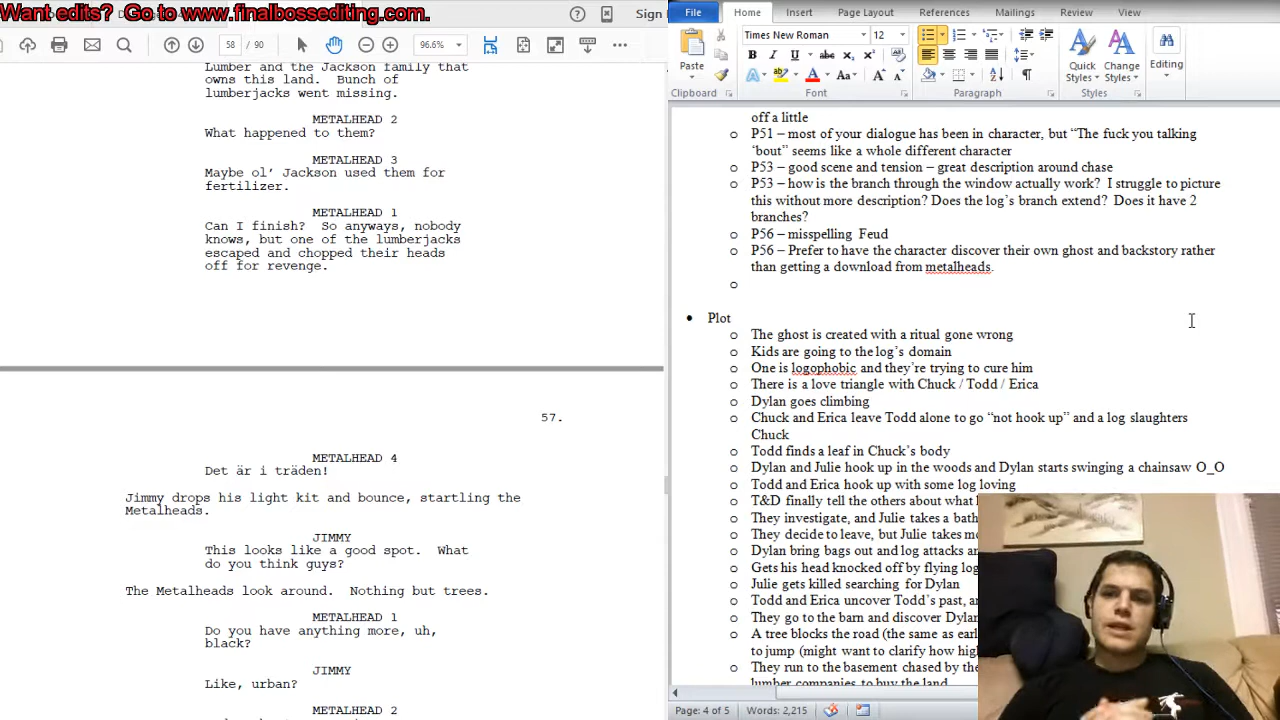 Want edits?  Go to www.finalbossediting.com.
Sign
58
96.6%
Lumber and the Jackson family that
owns this land.  Bunch of
lumberjacks went missing.
METALHEAD 2
What happened to them?
METALHEAD 3
Maybe ol’ Jackson used them for
fertilizer.
METALHEAD 1
Can I finish?  So anyways, nobody
knows, but one of the lumberjacks
escaped and chopped their heads
off for revenge.
57.
METALHEAD 4
Det är i träden!
Jimmy drops his light kit and bounce, startling the
Metalheads.
JIMMY
This looks like a good spot.  What
do you think guys?
The Metalheads look around.  Nothing but trees.
METALHEAD 1
Do you have anything more, uh,
black?
JIMMY
Like, urban?
METALHEAD 2
File Home Insert Page Layout References Mailings Review View
Times New Roman 12
Paste
Quick Styles
Change Styles
Editing
Clipboard Font Paragraph Styles
off a little
o P51 – most of your dialogue has been in character, but “The fuck you talking
‘bout” seems like a whole different character
o P53 – good scene and tension – great description around chase
o P53 – how is the branch through the window actually work?  I struggle to picture
this without more description? Does the log’s branch extend?  Does it have 2
branches?
o P56 – misspelling  Feud
o P56 – Prefer to have the character discover their own ghost and backstory rather
than getting a download from metalheads.
o
• Plot
o The ghost is created with a ritual gone wrong
o Kids are going to the log’s domain
o One is logophobic and they’re trying to cure him
o There is a love triangle with Chuck / Todd / Erica
o Dylan goes climbing
o Chuck and Erica leave Todd alone to go “not hook up” and a log slaughters
Chuck
o Todd finds a leaf in Chuck’s body
o Dylan and Julie hook up in the woods and Dylan starts swinging a chainsaw O_O
o Todd and Erica hook up with some log loving
o T&D finally tell the others about what
o They investigate, and Julie takes a bath
o They decide to leave, but Julie takes
o Dylan bring bags out and log attacks
o Gets his head knocked off by flying log
o Julie gets killed searching for Dylan
o Todd and Erica uncover Todd’s past,
o They go to the barn and discover
o A tree blocks the road (the same as
to jump (might want to clarify how
o They run to the basement chased by the
lumber companies to buy the land
Page: 4 of 5 Words: 2,215